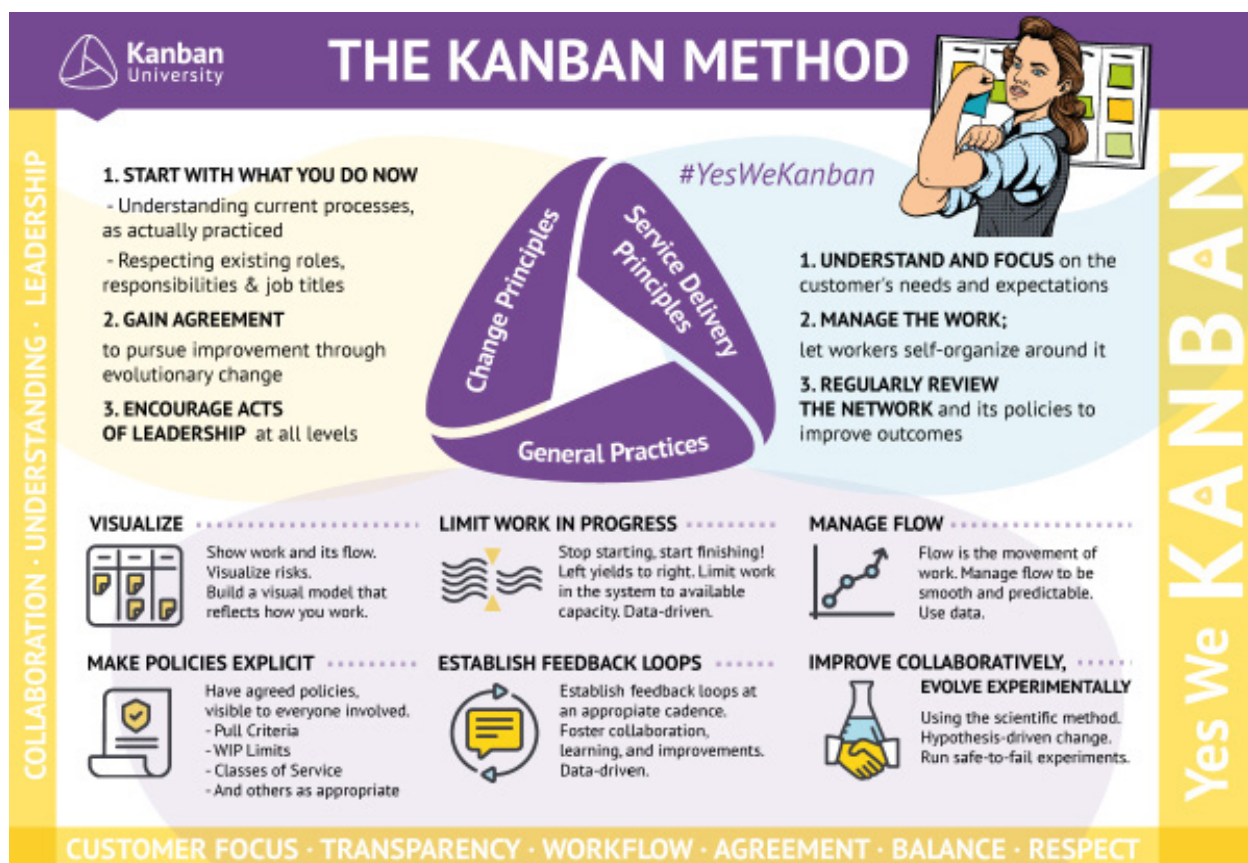 Kanban
University
THE KANBAN METHOD
#YesWeKanban
COLLABORATION · UNDERSTANDING · LEADERSHIP
1. START WITH WHAT YOU DO NOW
- Understanding current processes,
as actually practiced
- Respecting existing roles,
responsibilities & job titles
2. GAIN AGREEMENT
to pursue improvement through
evolutionary change
3. ENCOURAGE ACTS
OF LEADERSHIP at all levels
Change Principles
Service Delivery
Principles
General Practices
1. UNDERSTAND AND FOCUS on the
customer's needs and expectations
2. MANAGE THE WORK;
let workers self-organize around it
3. REGULARLY REVIEW
THE NETWORK and its policies to
improve outcomes
Yes We KANBAN
VISUALIZE
Show work and its flow.
Visualize risks.
Build a visual model that
reflects how you work.
LIMIT WORK IN PROGRESS
Stop starting, start finishing!
Left yields to right. Limit work
in the system to available
capacity. Data-driven.
MANAGE FLOW
Flow is the movement of
work. Manage flow to be
smooth and predictable.
Use data.
MAKE POLICIES EXPLICIT
Have agreed policies,
visible to everyone involved.
- Pull Criteria
- WIP Limits
- Classes of Service
- And others as appropriate
ESTABLISH FEEDBACK LOOPS
Establish feedback loops at
an appropiate cadence.
Foster collaboration,
learning, and improvements.
Data-driven.
IMPROVE COLLABORATIVELY,
EVOLVE EXPERIMENTALLY
Using the scientific method.
Hypothesis-driven change.
Run safe-to-fail experiments.
CUSTOMER FOCUS · TRANSPARENCY · WORKFLOW · AGREEMENT · BALANCE · RESPECT